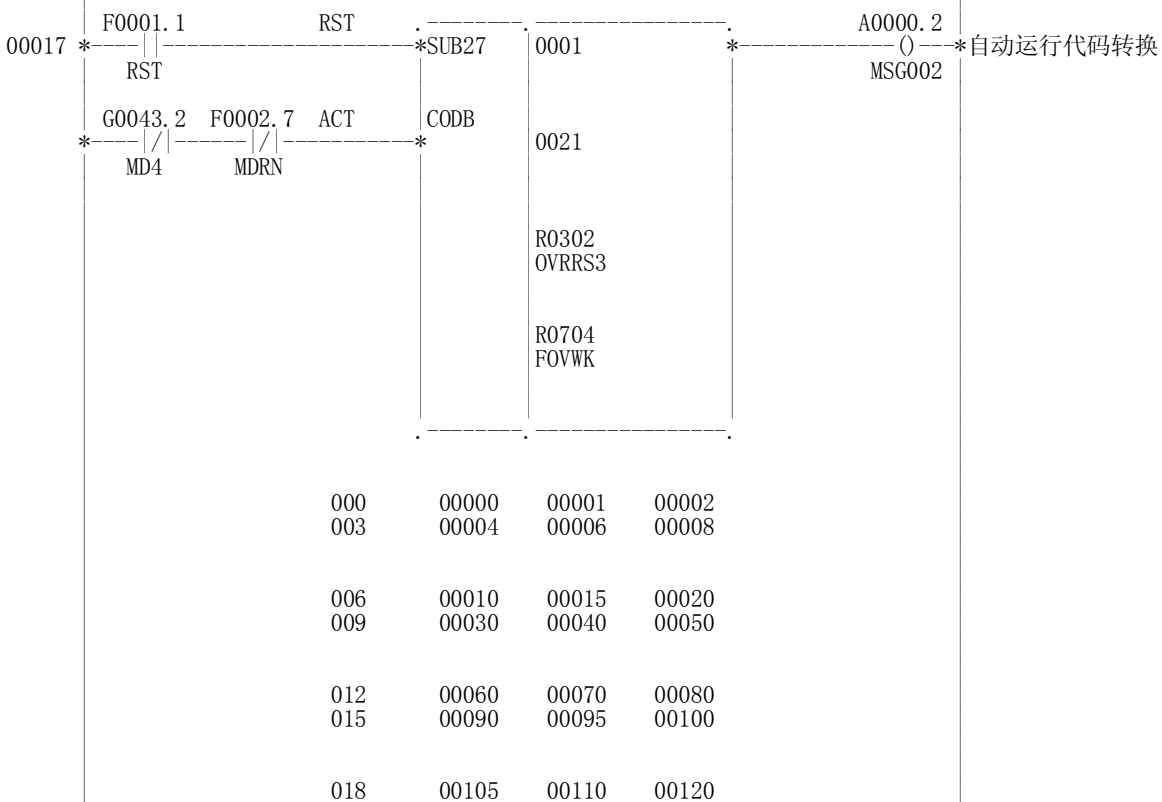 F0001.1 RST A0000.2
00017 *----||---------------------*SUB27 0001 *-------------()---*自动运行代码转换
RST MSG002
G0043.2 F0002.7 ACT CODB
*----|/|------|/|-----------* 0021
MD4 MDRN
R0302
OVRRS3
R0704
FOVWK
000 00000 00001 00002
003 00004 00006 00008
006 00010 00015 00020
009 00030 00040 00050
012 00060 00070 00080
015 00090 00095 00100
018 00105 00110 00120